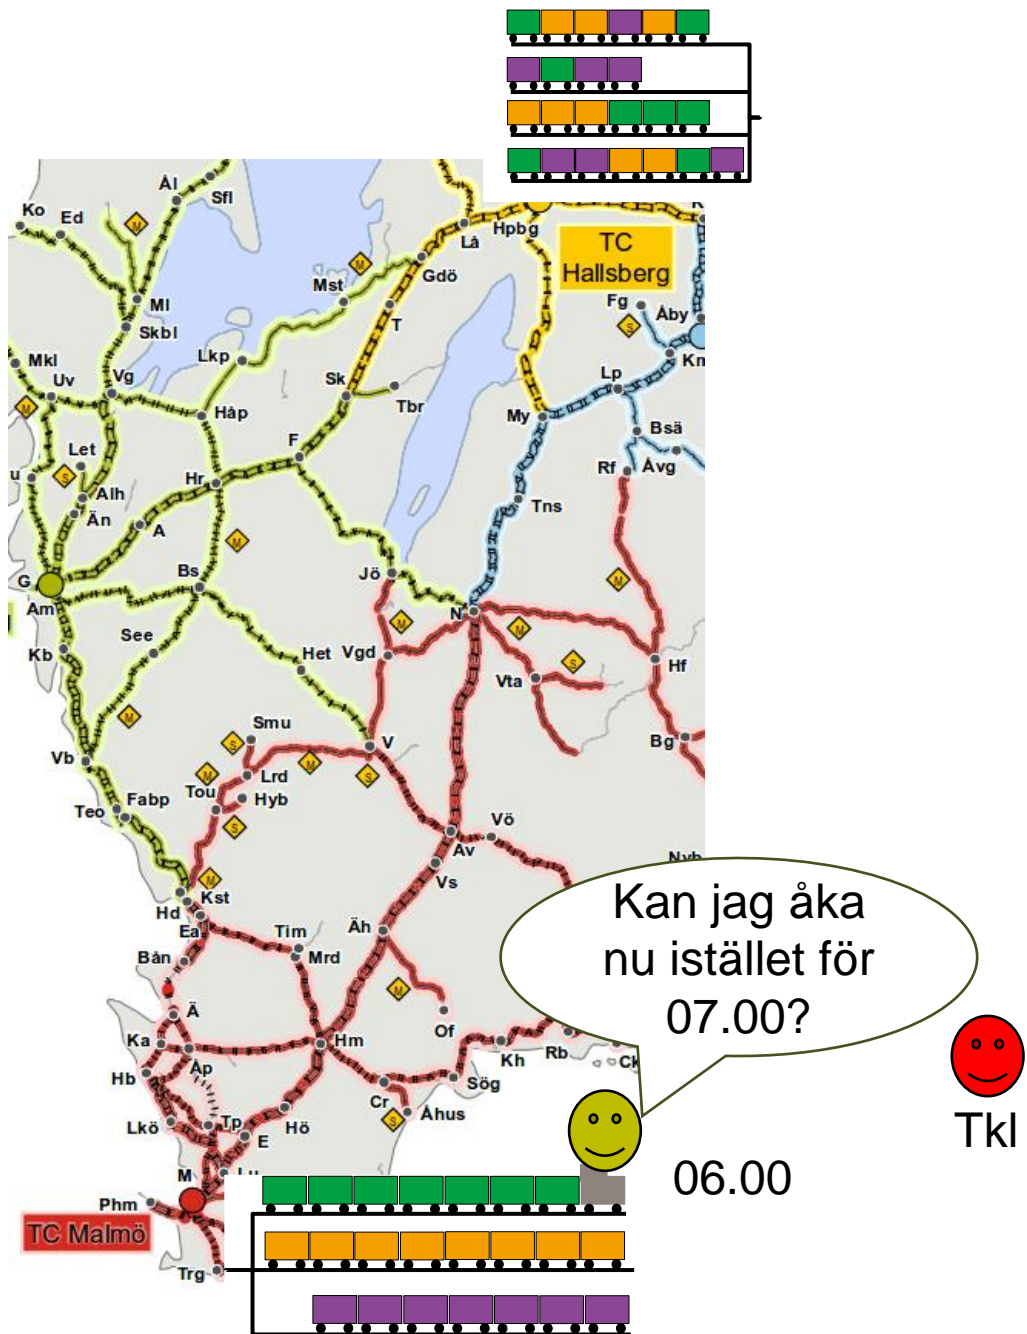 Ål
Sfl
Ko
Ed
M
Lå
Hpbg
TC
Hallsberg
M
Gdö
Mst
Ml
Skbl
T
Fg
Åby
S
Km
Mkl
Lkp
Uv
Vg
Sk
Lp
Tbr
My
M
Håp
Bsä
Let
F
Rf
Åvg
S
Hr
Alh
Än
A
Tns
M
G
Bs
Jö
M
Am
N
M
M
See
Kb
Het
Vgd
S
Hf
Vta
M
Smu
Bg
S
V
Vb
M
Lrd
M
S
Tou
Hyb
Teo
Fabp
S
Vö
Av
Vs
M
Kst
Hd
Ea
Äh
Tim
Mrd
Bån
M
Kan jag åka
nu istället för
07.00?
Ä
Of
Ka
Hm
Kh
Rb
Ck
Åp
Hb
Sög
Cr
Åhus
Hö
S
Lkö
Tp
E
Tkl
M
06.00
Phm
TC Malmö
Trg